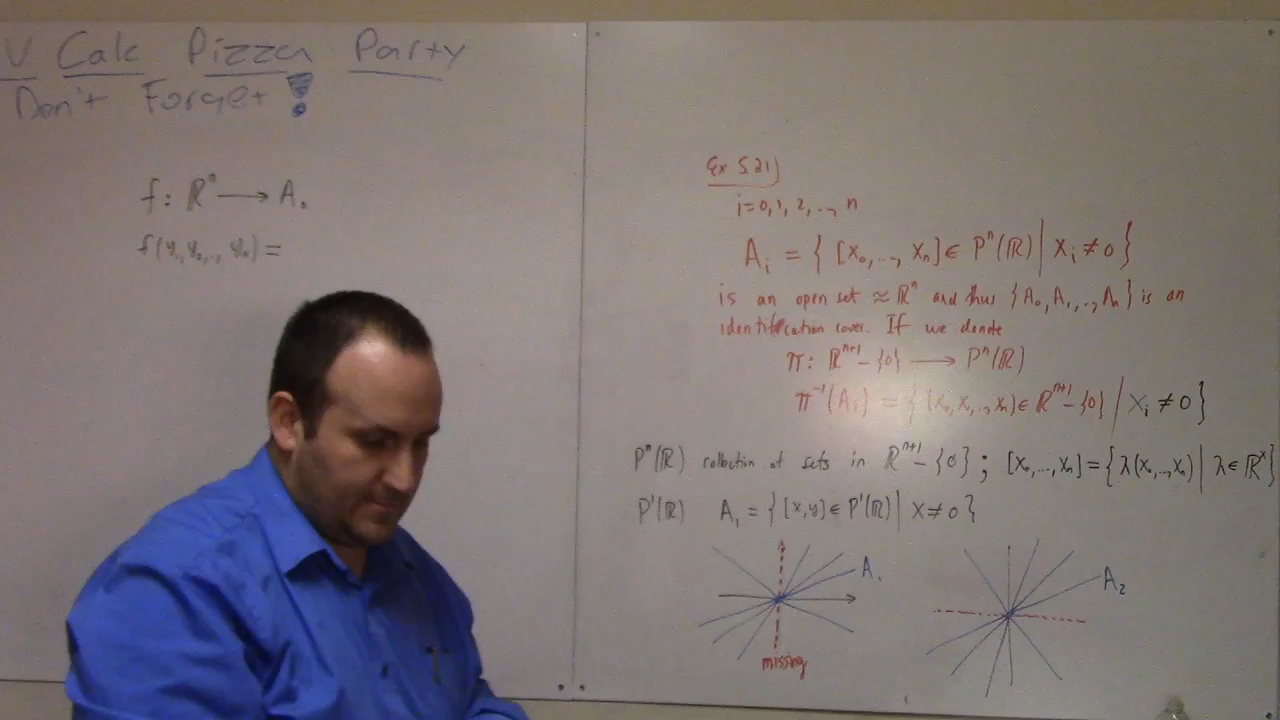 V Calc Pizza Party
Don't Forget!
f: ℝⁿ ⟶ A₀
f(y₁, y₂, .., yₙ) =
Ex 5.21)
i=0,1,2,..., n
Aᵢ = { [x₀,..., xₙ] ∈ Pⁿ(ℝ) | xᵢ ≠ 0 }
is an open set ≈ ℝⁿ and thus {A₀, A₁,.., Aₙ} is an
identification cover. If we denote
π: ℝⁿ⁺¹ − {0} ⟶ Pⁿ(ℝ)
π⁻¹(Aᵢ) = { (x₀, x₁,.., xₙ) ∈ ℝⁿ⁺¹ − {0} | xᵢ ≠ 0 }
Pⁿ(ℝ) collection of sets in ℝⁿ⁺¹ − {0} ; [x₀,...,xₙ] = { λ(x₀,..,xₙ) | λ ∈ ℝˣ }
P¹(ℝ) A₁ = { [x,y) ∈ P¹(ℝ) | x ≠ 0 }
A₁
A₂
missing